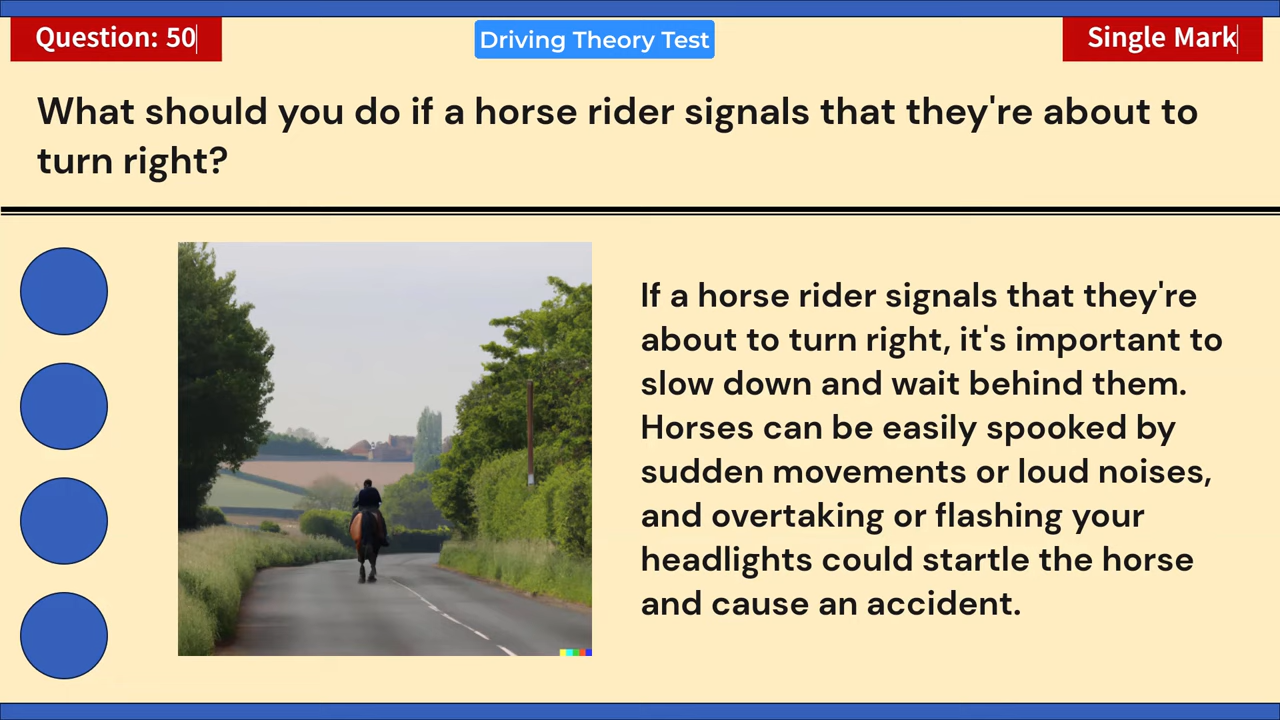 Question: 50
Driving Theory Test
Single Mark
What should you do if a horse rider signals that they're about to
turn right?
If a horse rider signals that they're
about to turn right, it's important to
slow down and wait behind them.
Horses can be easily spooked by
sudden movements or loud noises,
and overtaking or flashing your
headlights could startle the horse
and cause an accident.